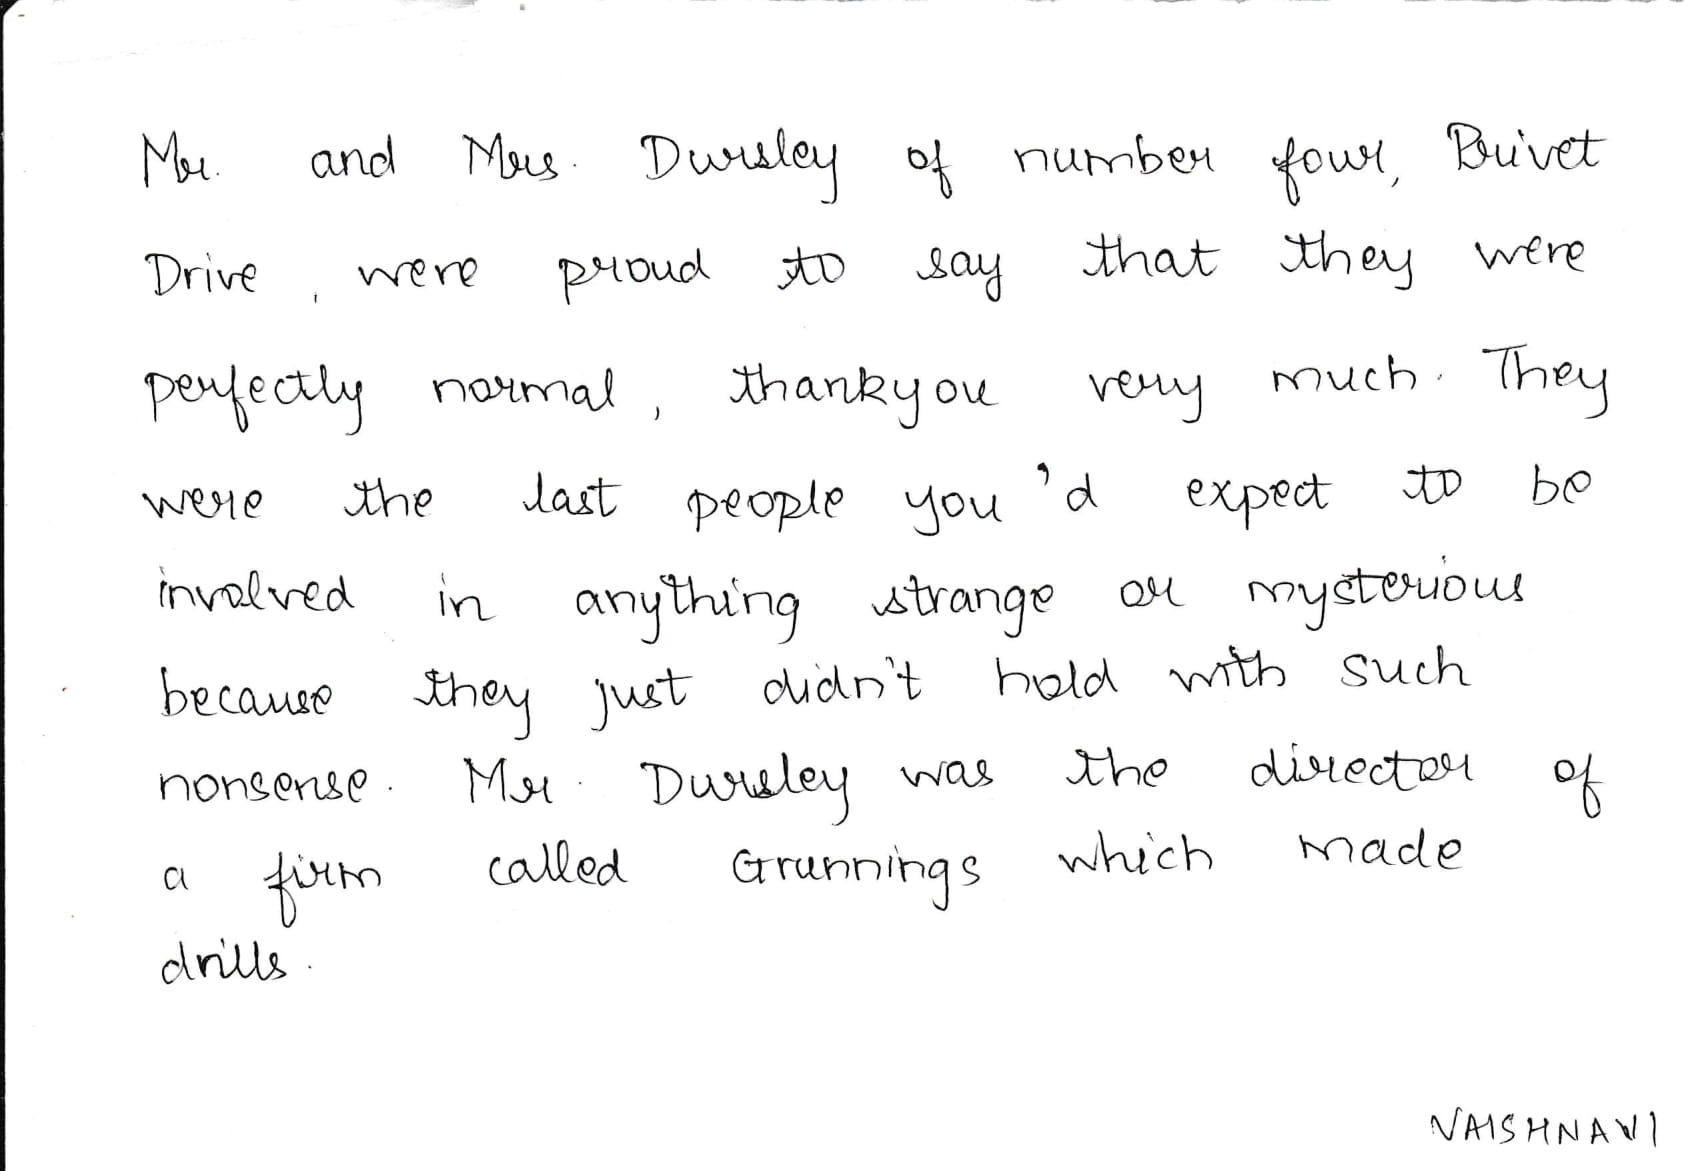 Mr. and Mrs. Dursley of number four, Privet
Drive, were proud to say that they were
perfectly normal, thankyou very much. They
were the last people you'd expect to be
involved in anything strange or mysterious
because they just didn't hold with such
nonsense. Mr. Dursley was the director of
a firm called Grunnings which made
drills.
VAISHNAVI